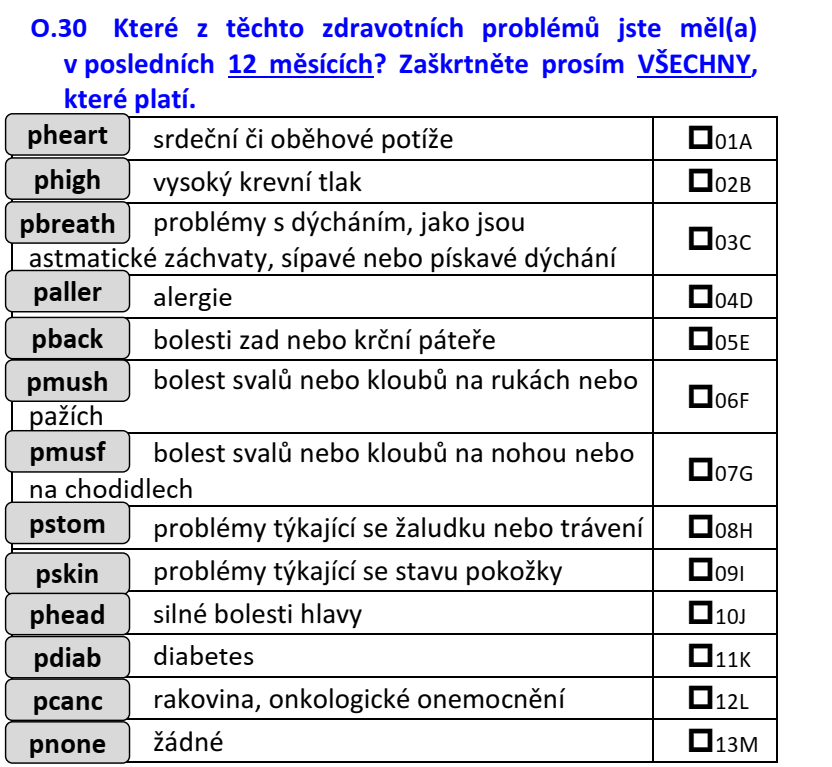 O.30 Které z těchto zdravotních problémů jste měl(a)
v posledních 12 měsících? Zaškrtněte prosím VŠECHNY,
které platí.
pheart srdeční či oběhové potíže 01A
phigh vysoký krevní tlak 02B
pbreath problémy s dýcháním, jako jsou
astmatické záchvaty, sípavé nebo pískavé dýchání 03C
paller alergie 04D
pback bolesti zad nebo krční páteře 05E
pmush bolest svalů nebo kloubů na rukách nebo
pažích 06F
pmusf bolest svalů nebo kloubů na nohou nebo
na chodidlech 07G
pstom problémy týkající se žaludku nebo trávení 08H
pskin problémy týkající se stavu pokožky 09I
phead silné bolesti hlavy 10J
pdiab diabetes 11K
pcanc rakovina, onkologické onemocnění 12L
pnone žádné 13M